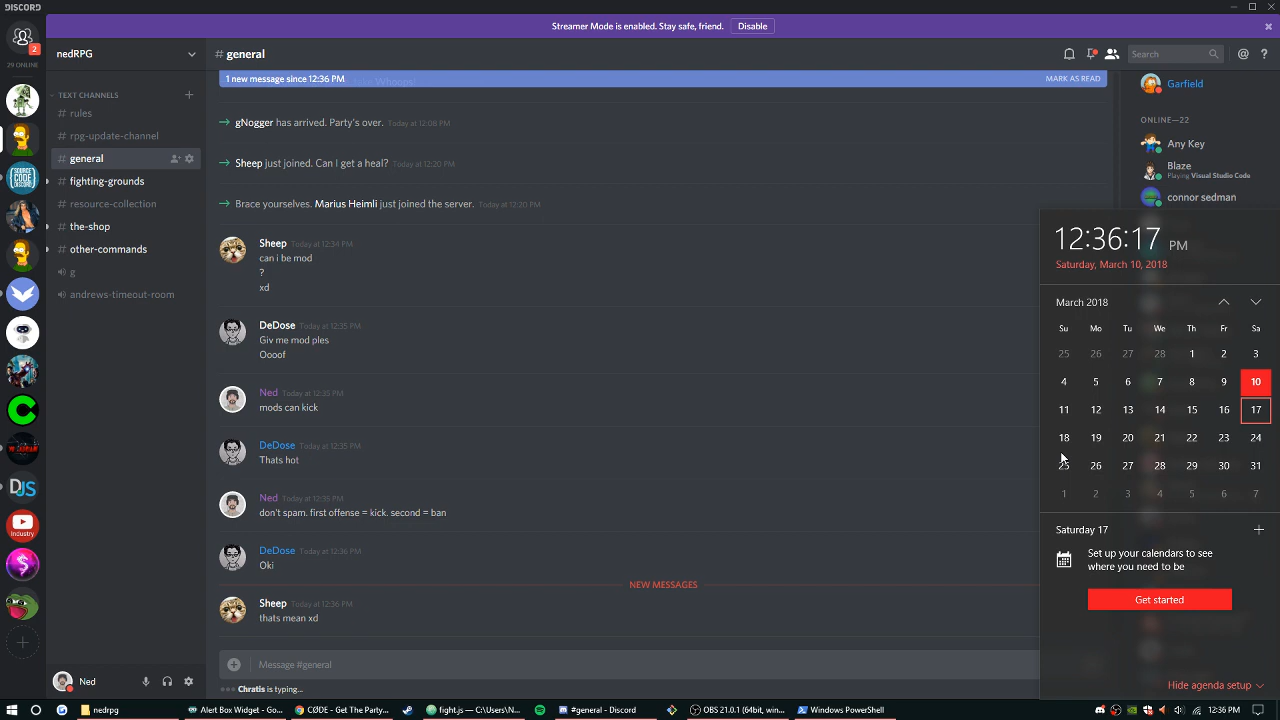 DISCORD
Streamer Mode is enabled. Stay safe, friend. Disable
2
29 ONLINE
nedRPG
# general
Search
@ ?
1 new message since 12:36 PM
MARK AS READ
TEXT CHANNELS
# rules
# rpg-update-channel
# general
# fighting-grounds
# resource-collection
# the-shop
# other-commands
g
andrews-timeout-room
gNogger has arrived. Party's over. Today at 12:08 PM
Sheep just joined. Can I get a heal? Today at 12:20 PM
Brace yourselves. Marius Heimli just joined the server. Today at 12:20 PM
Sheep Today at 12:34 PM
can i be mod
?
xd
DeDose Today at 12:35 PM
Giv me mod ples
Oooof
Ned Today at 12:35 PM
mods can kick
DeDose Today at 12:35 PM
Thats hot
Ned Today at 12:35 PM
don't spam. first offense = kick. second = ban
DeDose Today at 12:36 PM
Oki
NEW MESSAGES
Sheep Today at 12:36 PM
thats mean xd
Message #general
Chratis is typing...
Garfield
ONLINE—22
Any Key
Blaze
Playing Visual Studio Code
connor sedman
12:36:17 PM
Saturday, March 10, 2018
March 2018
Su Mo Tu We Th Fr Sa
25 26 27 28 1 2 3
4 5 6 7 8 9 10
11 12 13 14 15 16 17
18 19 20 21 22 23 24
25 26 27 28 29 30 31
1 2 3 4 5 6 7
Saturday 17
Set up your calendars to see
where you need to be
Get started
Hide agenda setup
SOURCE CODE
DISCORD
DJS
Industry
Ned
nedrpg
Alert Box Widget - Go...
CØDE - Get The Party...
fight.js — C:\Users\N...
#general - Discord
OBS 21.0.1 (64bit, win...
Windows PowerShell
12:36 PM